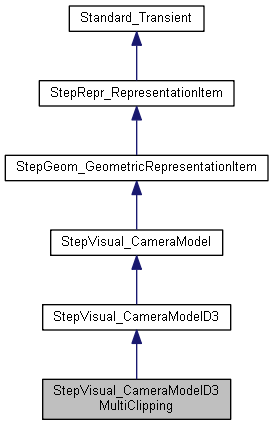 Standard_Transient
StepRepr_RepresentationItem
StepGeom_GeometricRepresentationItem
StepVisual_CameraModel
StepVisual_CameraModelD3
StepVisual_CameraModelD3
MultiClipping